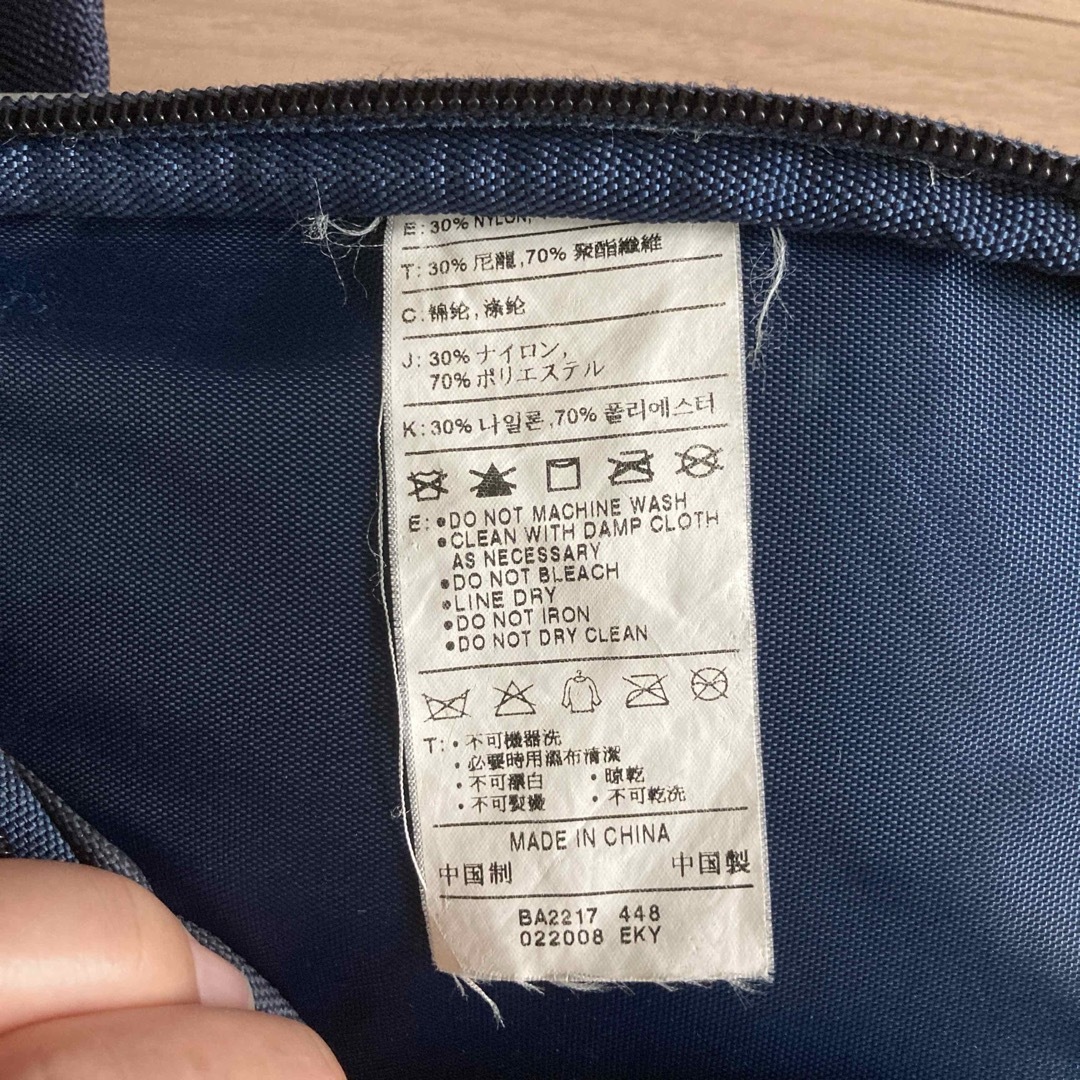 E: 30% NYLON,
T: 30% 尼龍,70% 聚酯纖維
C: 锦纶,涤纶
J: 30% ナイロン,
70% ポリエステル
K: 30% 나일론,70% 폴리에스터
E: •DO NOT MACHINE WASH
•CLEAN WITH DAMP CLOTH
AS NECESSARY
•DO NOT BLEACH
•LINE DRY
•DO NOT IRON
•DO NOT DRY CLEAN
T: •不可機器洗
•必要時用濕布清潔
•不可漂白 •晾乾
•不可熨燙 •不可乾洗
MADE IN CHINA
中国制 中国製
BA2217 448
022008 EKY